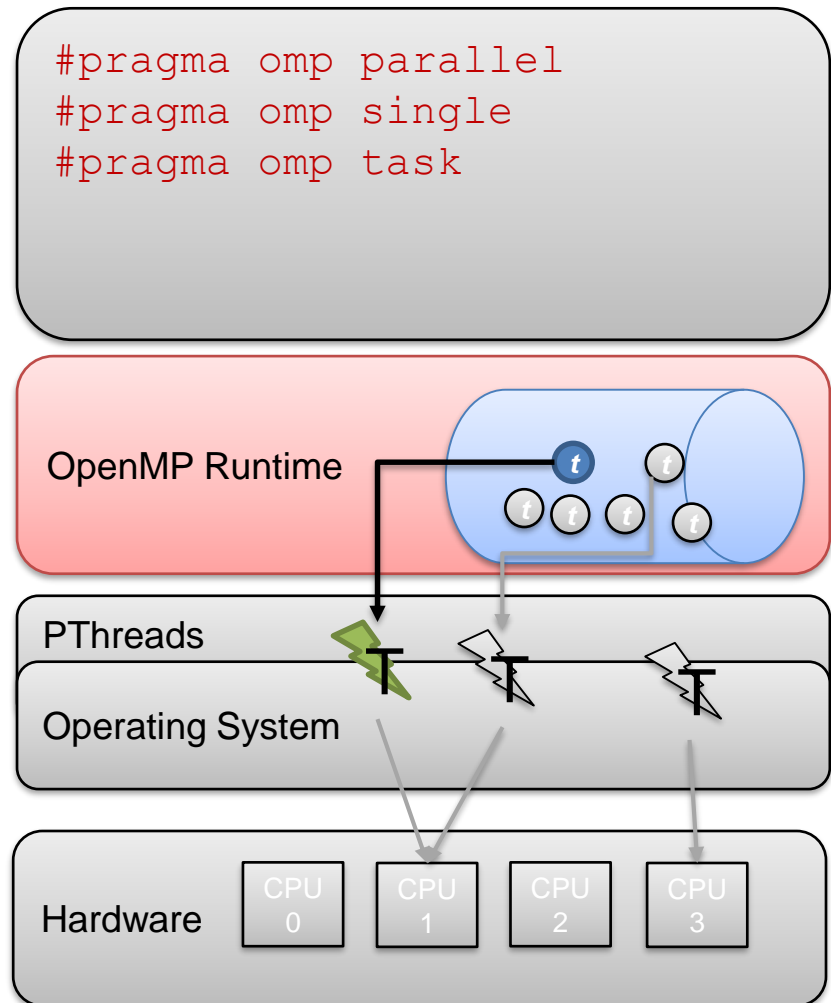 #pragma omp parallel
#pragma omp single
#pragma omp task
OpenMP Runtime
t
t
t
t
t
t
PThreads
T
T
T
Operating System
Hardware
CPU
0
CPU
1
CPU
2
CPU
3